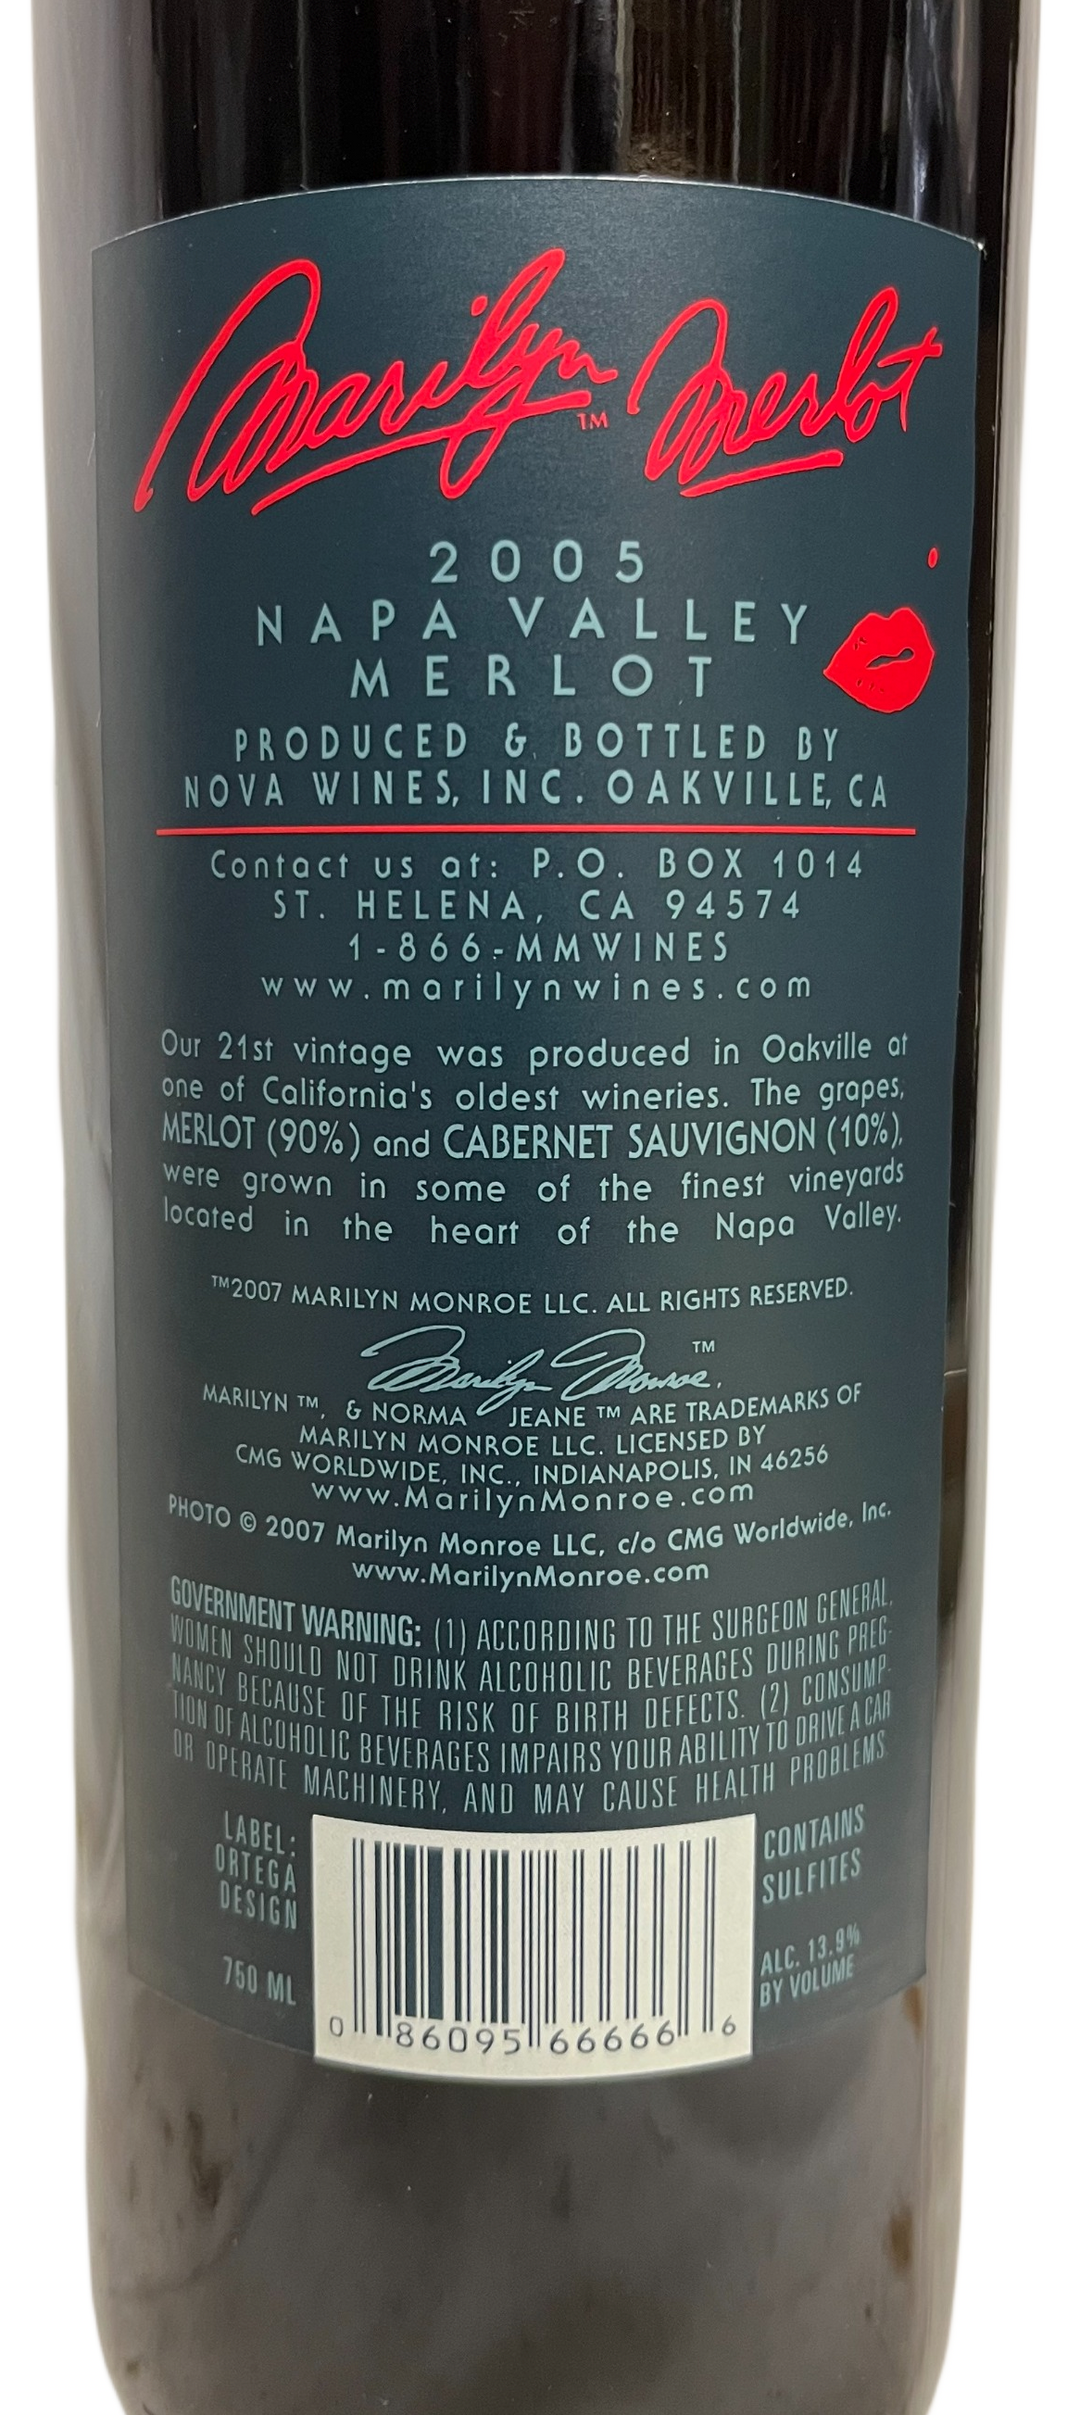 Marilyn™ Merlot
2005
NAPA VALLEY
MERLOT
PRODUCED & BOTTLED BY
NOVA WINES, INC. OAKVILLE, CA
Contact us at: P.O. BOX 1014
ST. HELENA, CA 94574
1-866-MMWINES
www.marilynwines.com
Our 21st vintage was produced in Oakville at
one of California's oldest wineries. The grapes,
MERLOT (90%) and CABERNET SAUVIGNON (10%),
were grown in some of the finest vineyards
located in the heart of the Napa Valley.
™2007 MARILYN MONROE LLC. ALL RIGHTS RESERVED.
Marilyn Monroe™,
MARILYN ™, & NORMA JEANE ™ ARE TRADEMARKS OF
MARILYN MONROE LLC. LICENSED BY
CMG WORLDWIDE, INC., INDIANAPOLIS, IN 46256
www.MarilynMonroe.com
PHOTO © 2007 Marilyn Monroe LLC, c/o CMG Worldwide, Inc.
www.MarilynMonroe.com
GOVERNMENT WARNING: (1) ACCORDING TO THE SURGEON GENERAL,
WOMEN SHOULD NOT DRINK ALCOHOLIC BEVERAGES DURING PREG-
NANCY BECAUSE OF THE RISK OF BIRTH DEFECTS. (2) CONSUMP-
TION OF ALCOHOLIC BEVERAGES IMPAIRS YOUR ABILITY TO DRIVE A CAR
OR OPERATE MACHINERY, AND MAY CAUSE HEALTH PROBLEMS.
LABEL:
ORTEGA
DESIGN
750 ML
0 86095 66666 6
CONTAINS
SULFITES
ALC. 13.9%
BY VOLUME